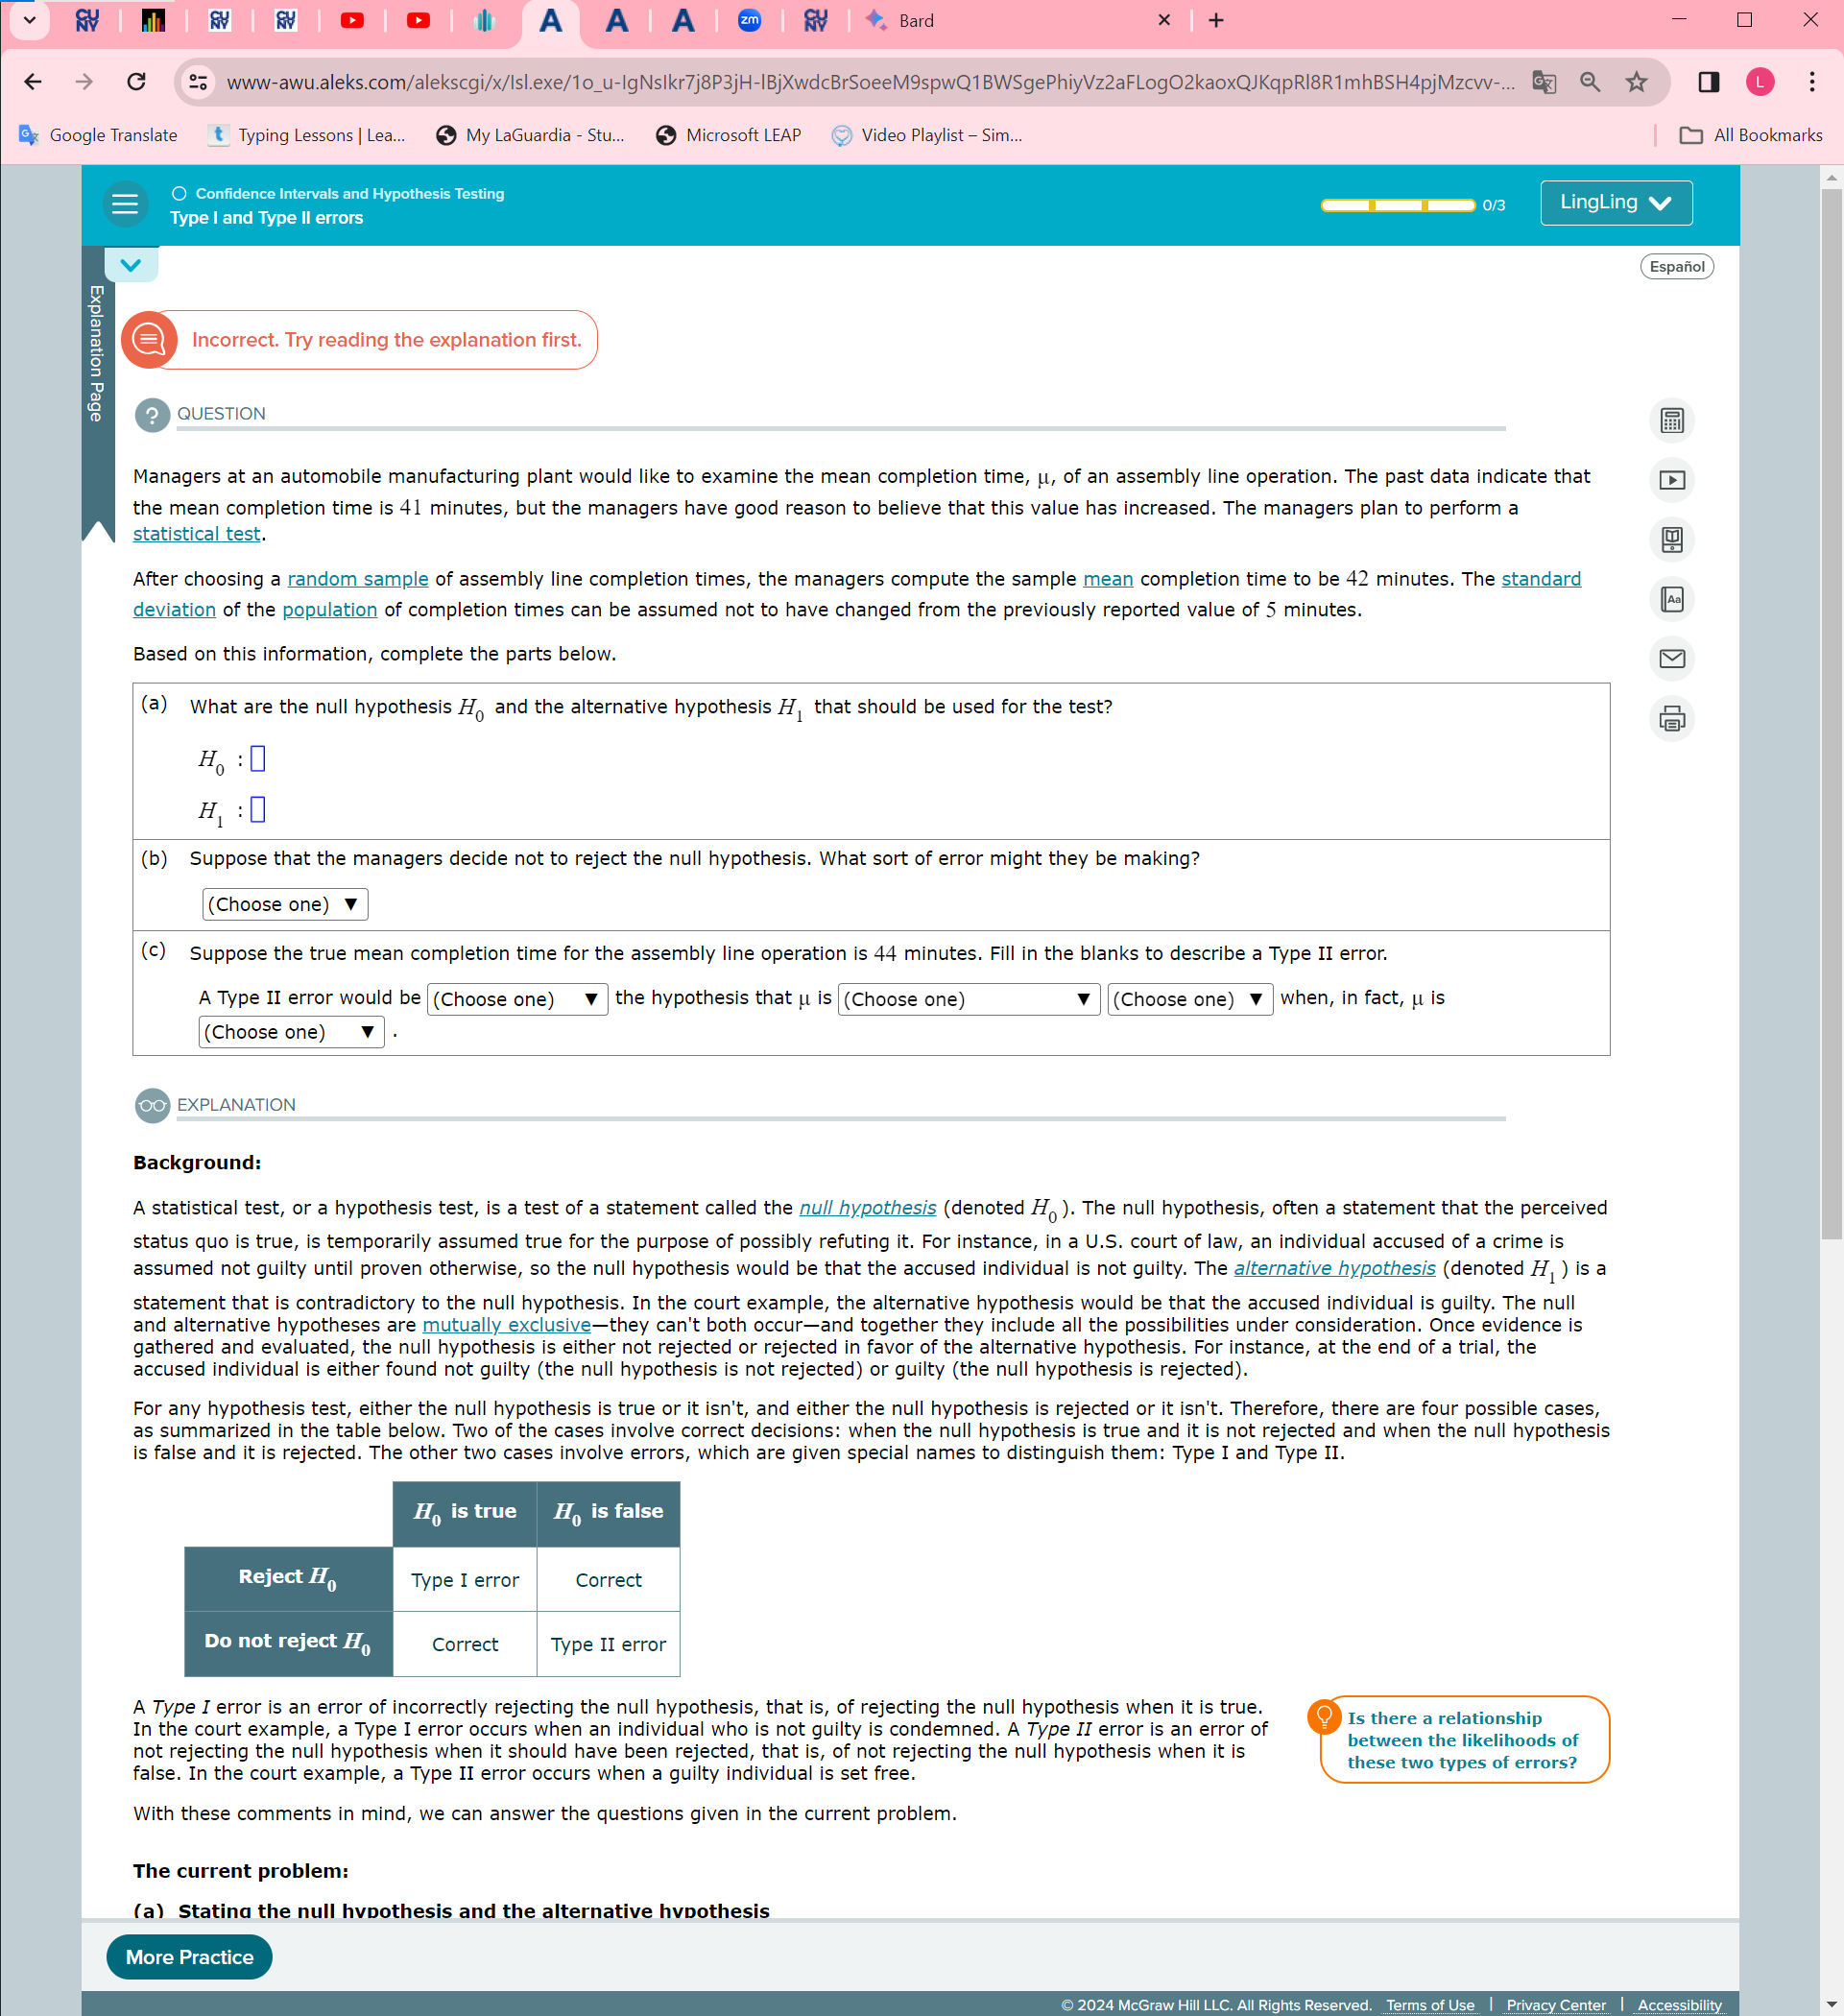 CU NY
CU NY
CU NY
A
A
A
zm
CU NY
Bard
www-awu.aleks.com/alekscgi/x/Isl.exe/1o_u-IgNsIkr7j8P3jH-lBjXwdcBrSoeeM9spwQ1BWSgePhiyVz2aFLogO2kaoxQJKqpRl8R1mhBSH4pjMzcvv-...
L
Google Translate
t Typing Lessons | Lea...
My LaGuardia - Stu...
Microsoft LEAP
Video Playlist – Sim...
All Bookmarks
Confidence Intervals and Hypothesis Testing
Type I and Type II errors
0/3
LingLing
Español
Explanation Page
Incorrect. Try reading the explanation first.
? QUESTION
Managers at an automobile manufacturing plant would like to examine the mean completion time, μ, of an assembly line operation. The past data indicate that
the mean completion time is 41 minutes, but the managers have good reason to believe that this value has increased. The managers plan to perform a
statistical test.
After choosing a random sample of assembly line completion times, the managers compute the sample mean completion time to be 42 minutes. The standard
deviation of the population of completion times can be assumed not to have changed from the previously reported value of 5 minutes.
Based on this information, complete the parts below.
(a) What are the null hypothesis H0 and the alternative hypothesis H1 that should be used for the test?
H0 :
H1 :
(b) Suppose that the managers decide not to reject the null hypothesis. What sort of error might they be making?
(Choose one) ▼
(c) Suppose the true mean completion time for the assembly line operation is 44 minutes. Fill in the blanks to describe a Type II error.
A Type II error would be (Choose one) ▼ the hypothesis that μ is (Choose one) ▼ (Choose one) ▼ when, in fact, μ is
(Choose one) ▼ .
Aa
EXPLANATION
Background:
A statistical test, or a hypothesis test, is a test of a statement called the null hypothesis (denoted H0). The null hypothesis, often a statement that the perceived
status quo is true, is temporarily assumed true for the purpose of possibly refuting it. For instance, in a U.S. court of law, an individual accused of a crime is
assumed not guilty until proven otherwise, so the null hypothesis would be that the accused individual is not guilty. The alternative hypothesis (denoted H1) is a
statement that is contradictory to the null hypothesis. In the court example, the alternative hypothesis would be that the accused individual is guilty. The null
and alternative hypotheses are mutually exclusive—they can't both occur—and together they include all the possibilities under consideration. Once evidence is
gathered and evaluated, the null hypothesis is either not rejected or rejected in favor of the alternative hypothesis. For instance, at the end of a trial, the
accused individual is either found not guilty (the null hypothesis is not rejected) or guilty (the null hypothesis is rejected).
For any hypothesis test, either the null hypothesis is true or it isn't, and either the null hypothesis is rejected or it isn't. Therefore, there are four possible cases,
as summarized in the table below. Two of the cases involve correct decisions: when the null hypothesis is true and it is not rejected and when the null hypothesis
is false and it is rejected. The other two cases involve errors, which are given special names to distinguish them: Type I and Type II.
H0 is true H0 is false
Reject H0 Type I error Correct
Do not reject H0 Correct Type II error
A Type I error is an error of incorrectly rejecting the null hypothesis, that is, of rejecting the null hypothesis when it is true.
In the court example, a Type I error occurs when an individual who is not guilty is condemned. A Type II error is an error of
not rejecting the null hypothesis when it should have been rejected, that is, of not rejecting the null hypothesis when it is
false. In the court example, a Type II error occurs when a guilty individual is set free.
Is there a relationship
between the likelihoods of
these two types of errors?
With these comments in mind, we can answer the questions given in the current problem.
The current problem:
(a) Stating the null hypothesis and the alternative hypothesis
More Practice
© 2024 McGraw Hill LLC. All Rights Reserved. Terms of Use | Privacy Center | Accessibility